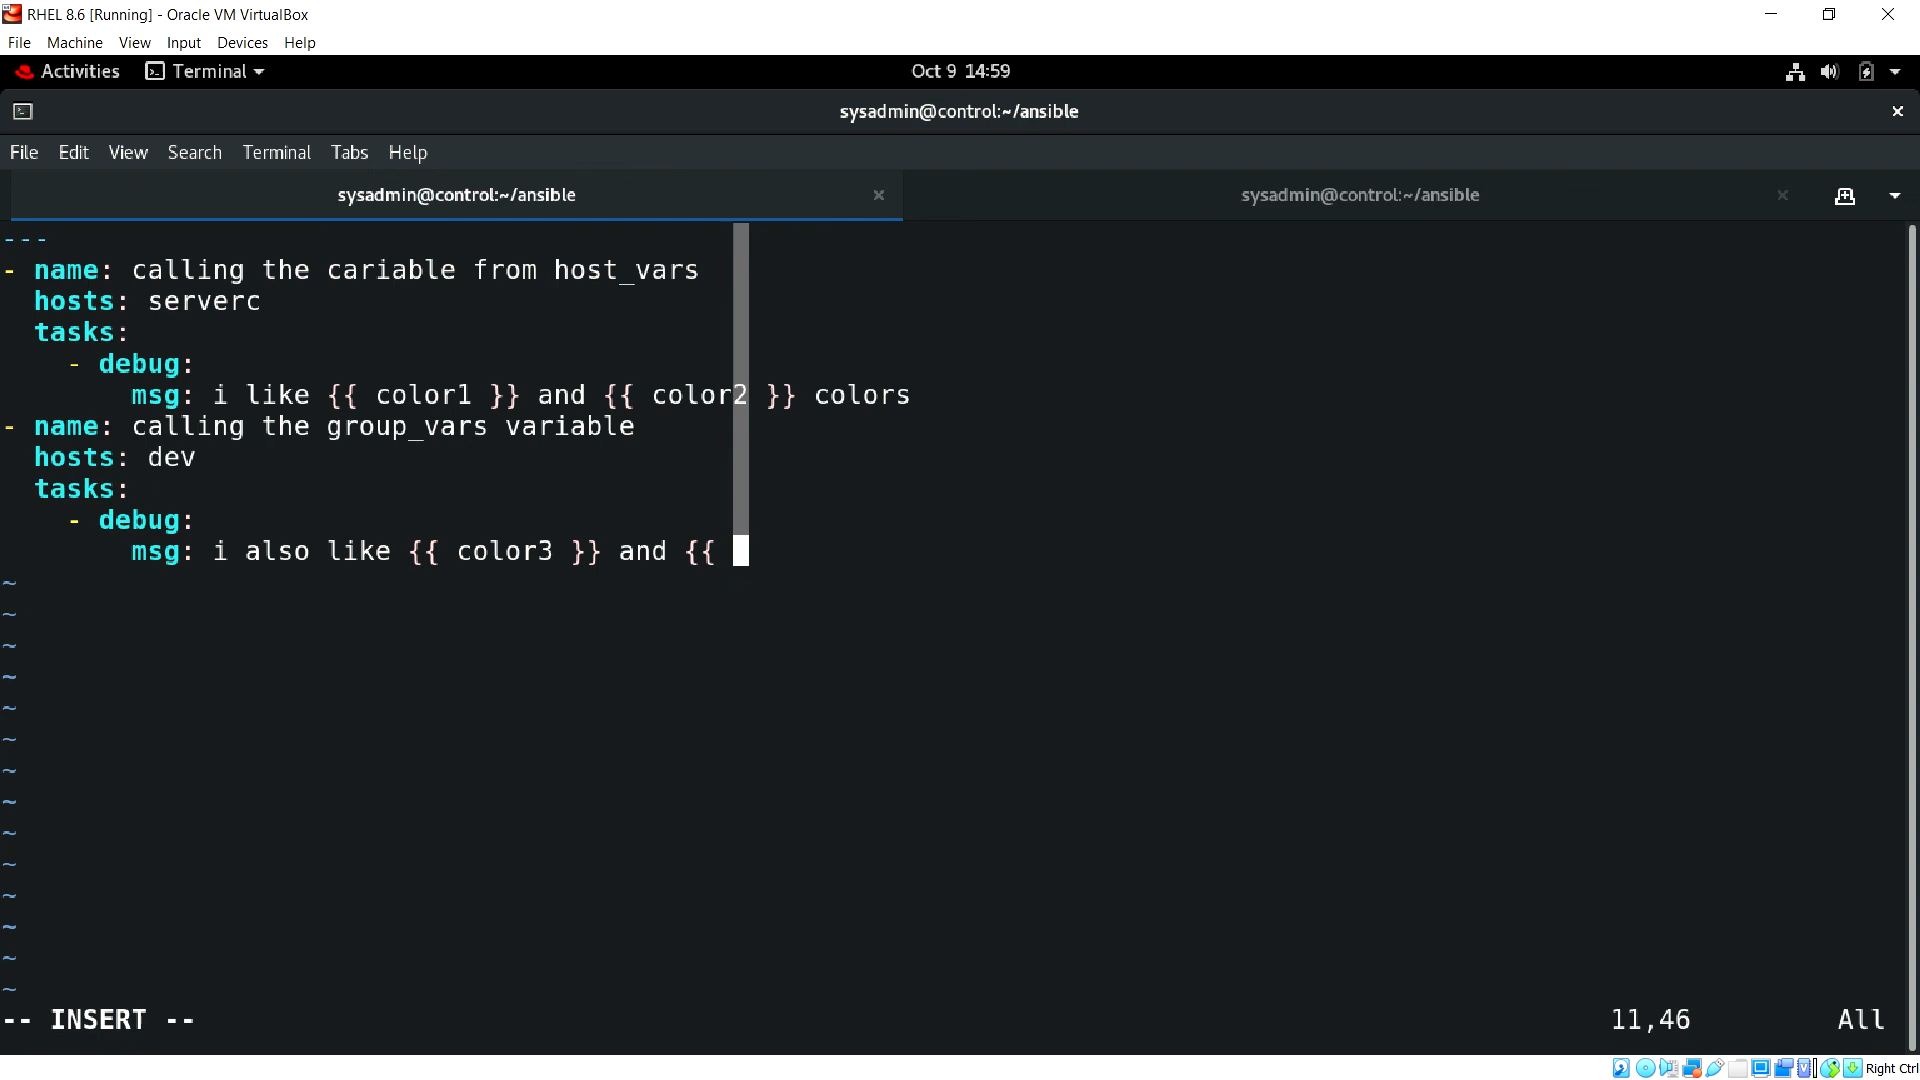 RHEL 8.6 [Running] - Oracle VM VirtualBox
File Machine View Input Devices Help
Activities Terminal Oct 9 14:59
sysadmin@control:~/ansible
File Edit View Search Terminal Tabs Help
sysadmin@control:~/ansible sysadmin@control:~/ansible
---
- name: calling the cariable from host_vars
  hosts: serverc
  tasks:
    - debug:
        msg: i like {{ color1 }} and {{ color2 }} colors
- name: calling the group_vars variable
  hosts: dev
  tasks:
    - debug:
        msg: i also like {{ color3 }} and {{
~
~
~
~
~
~
~
~
~
~
~
~
~
~
-- INSERT -- 11,46 All
Right Ctrl